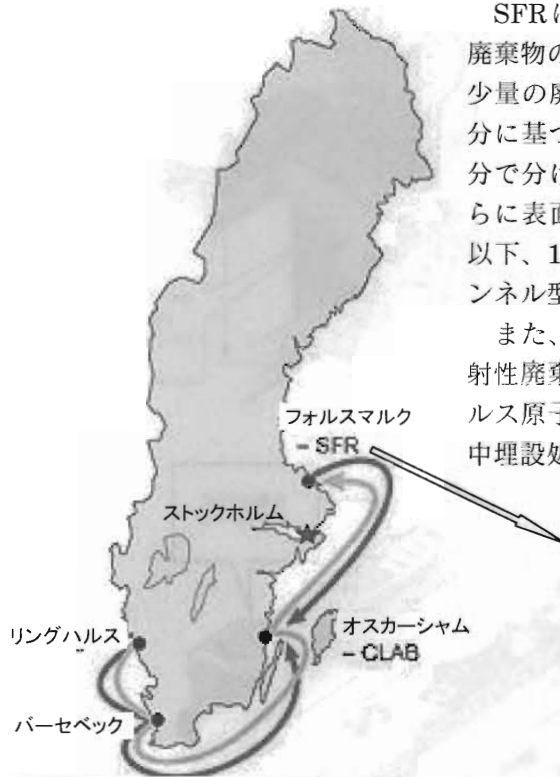 SFRに
廃棄物の
少量の廃
分に基づ
分で分け
らに表面
以下、1
ンネル型
また、
射性廃棄
ルス原子
中埋設処
フォルスマルク
– SFR
ストックホルム
リングハルス
オスカーシャム
– CLAB
バーセベック